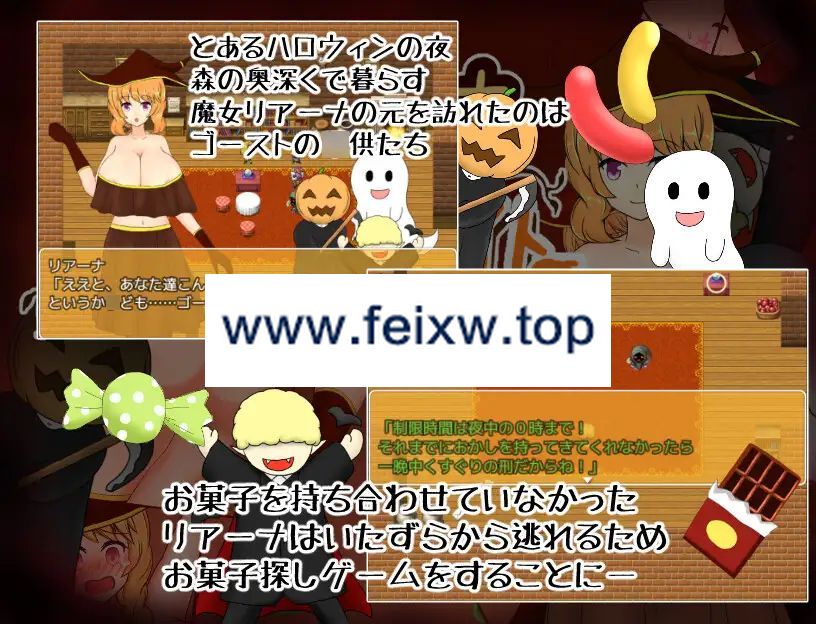 とあるハロウィンの夜
森の奥深くで暮らす
魔女リアーナの元を訪れたのは
ゴーストの　供たち
リアーナ
「ええと、あなた達こん
というか_ども……ゴー
www.feixw.top
「制限時間は夜中の０時まで！
それまでにおかしを持ってきてくれなかったら
一晩中くすぐりの刑だからね！」
お菓子を持ち合わせていなかった
リアーナはいたずらから逃れるため
お菓子探しゲームをすることにー